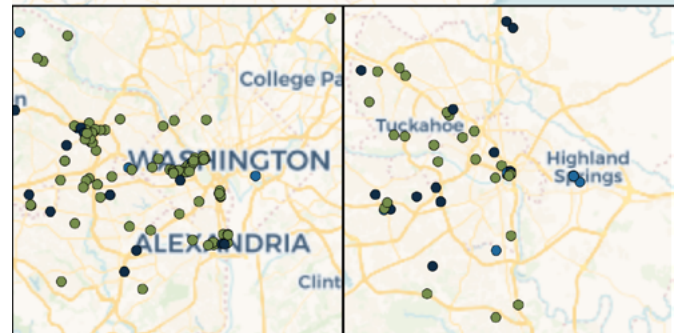 College Pa
n
WASHINGTON
ALEXANDRIA
Clint
Tuckahoe
Highland
Springs